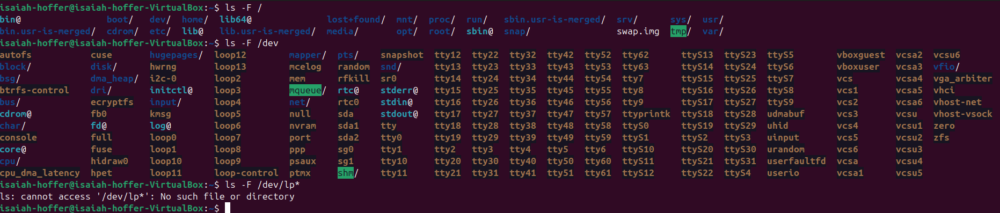 isaiah-hoffer@isaiah-hoffer-VirtualBox:~$ ls -F /
bin@ boot/ dev/ home/ lib64@ lost+found/ mnt/ proc/ run/ sbin.usr-is-merged/ srv/ sys/ usr/
bin.usr-is-merged/ cdrom/ etc/ lib@ lib.usr-is-merged/ media/ opt/ root/ sbin@ snap/ swap.img tmp/ var/
isaiah-hoffer@isaiah-hoffer-VirtualBox:~$ ls -F /dev
autofs cuse hugepages/ loop12 mapper/ pts/ snapshot tty12 tty22 tty32 tty42 tty52 tty62 ttyS13 ttyS23 ttyS5 vboxguest vcsa2 vcsu6
block/ disk/ hwrng loop13 mcelog random snd/ tty13 tty23 tty33 tty43 tty53 tty63 ttyS14 ttyS24 ttyS6 vboxuser vcsa3 vfio/
bsg/ dma_heap/ i2c-0 loop2 mem rfkill sr0 tty14 tty24 tty34 tty44 tty54 tty7 ttyS15 ttyS25 ttyS7 vcs vcsa4 vga_arbiter
btrfs-control dri/ initctl@ loop3 mqueue/ rtc@ stderr@ tty15 tty25 tty35 tty45 tty55 tty8 ttyS16 ttyS26 ttyS8 vcs1 vcsa5 vhci
bus/ ecryptfs input/ loop4 net/ rtc0 stdin@ tty16 tty26 tty36 tty46 tty56 tty9 ttyS17 ttyS27 ttyS9 vcs2 vcsa6 vhost-net
cdrom@ fb0 kmsg loop5 null sda stdout@ tty17 tty27 tty37 tty47 tty57 ttyprintk ttyS18 ttyS28 udmabuf vcs3 vcsu vhost-vsock
char/ fd@ log@ loop6 nvram sda1 tty tty18 tty28 tty38 tty48 tty58 ttyS0 ttyS19 ttyS29 uhid vcs4 vcsu1 zero
console full loop0 loop7 port sda2 tty0 tty19 tty29 tty39 tty49 tty59 ttyS1 ttyS2 ttyS3 uinput vcs5 vcsu2 zfs
core@ fuse loop1 loop8 ppp sg0 tty1 tty2 tty3 tty4 tty5 tty6 ttyS10 ttyS20 ttyS30 urandom vcs6 vcsu3
cpu/ hidraw0 loop10 loop9 psaux sg1 tty10 tty20 tty30 tty40 tty50 tty60 ttyS11 ttyS21 ttyS31 userfaultfd vcsa vcsu4
cpu_dma_latency hpet loop11 loop-control ptmx shm/ tty11 tty21 tty31 tty41 tty51 tty61 ttyS12 ttyS22 ttyS4 userio vcsa1 vcsu5
isaiah-hoffer@isaiah-hoffer-VirtualBox:~$ ls -F /dev/lp*
ls: cannot access '/dev/lp*': No such file or directory
isaiah-hoffer@isaiah-hoffer-VirtualBox:~$